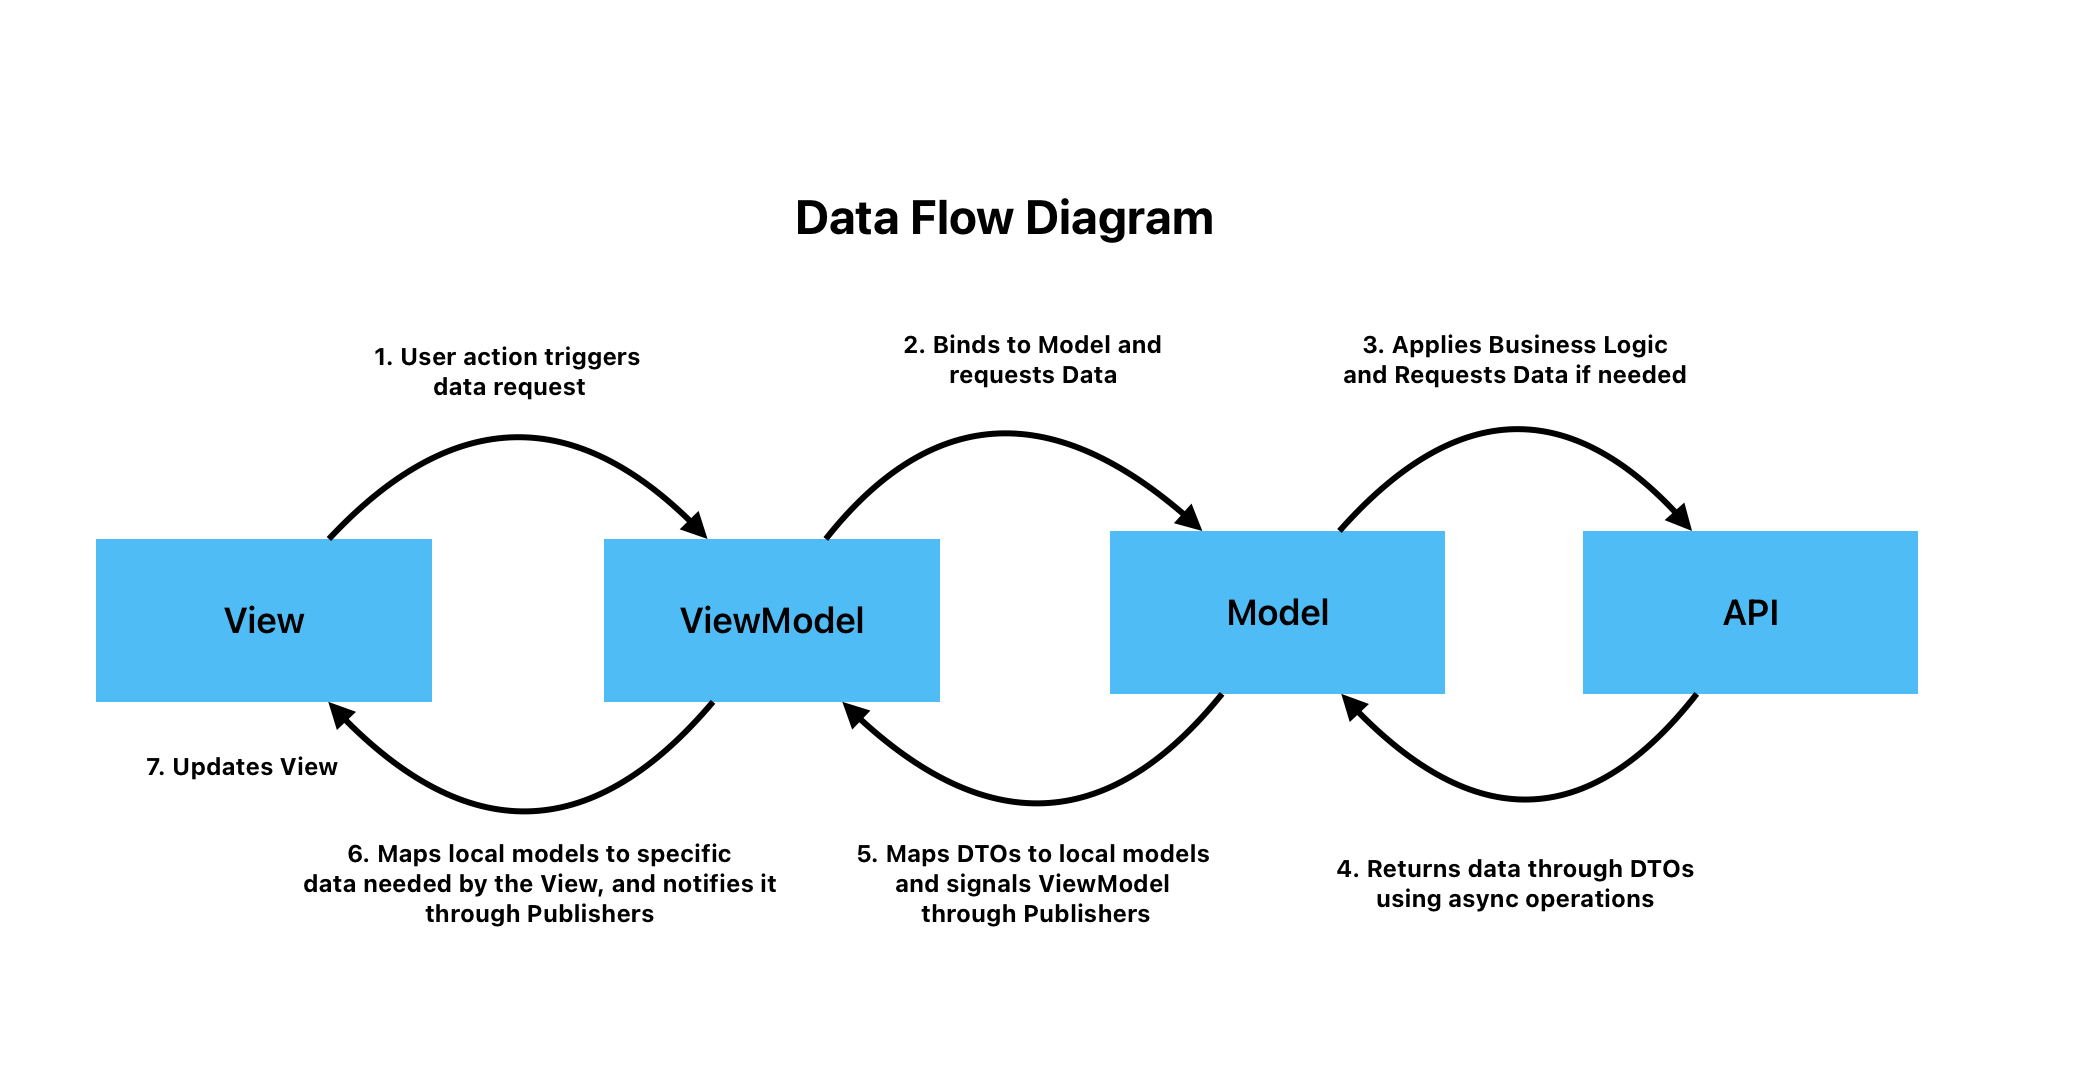 Data Flow Diagram
1. User action triggers
data request
2. Binds to Model and
requests Data
3. Applies Business Logic
and Requests Data if needed
View
ViewModel
Model
API
7. Updates View
6. Maps local models to specific
data needed by the View, and notifies it
through Publishers
5. Maps DTOs to local models
and signals ViewModel
through Publishers
4. Returns data through DTOs
using async operations